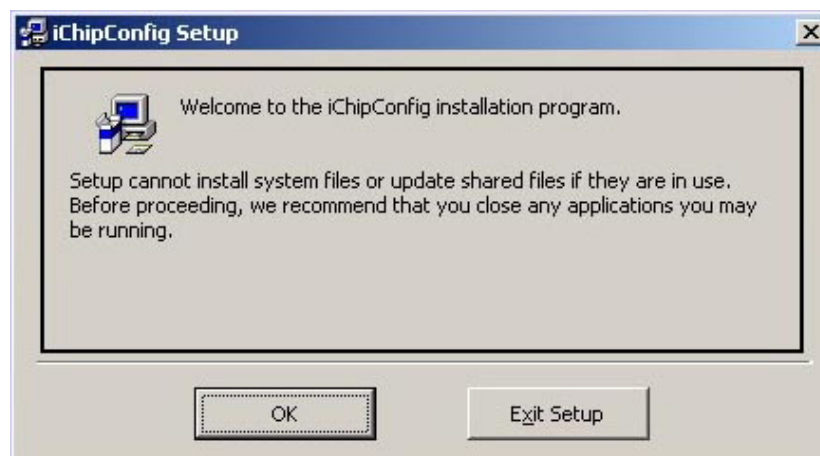 iChipConfig Setup
Welcome to the iChipConfig installation program.
Setup cannot install system files or update shared files if they are in use.
Before proceeding, we recommend that you close any applications you may
be running.
OK
Exit Setup